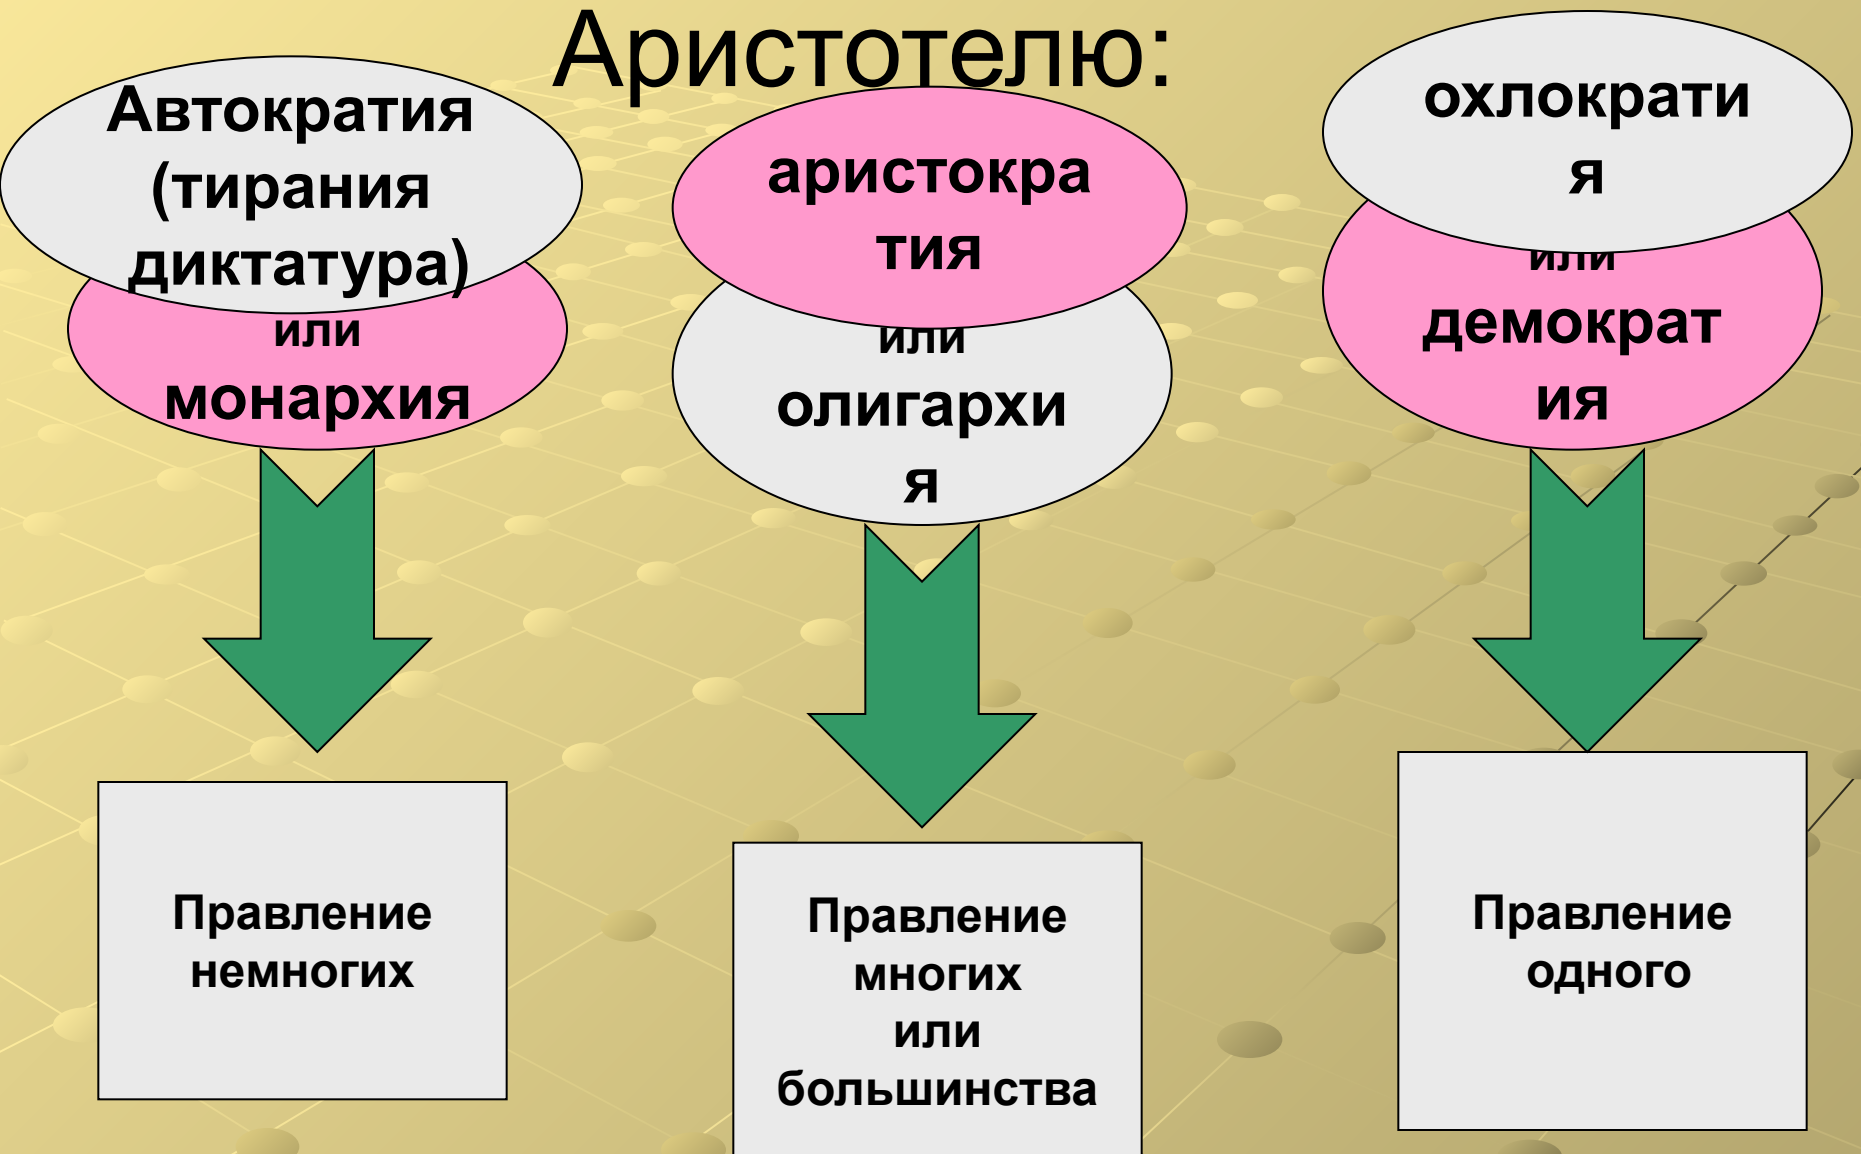 Аристотелю:
Автократия
(тирания
диктатура)
или
монархия
аристокра
тия
или
олигархи
я
охлократи
я
или
демократ
ия
Правление
немногих
Правление
многих
или
большинства
Правление
одного